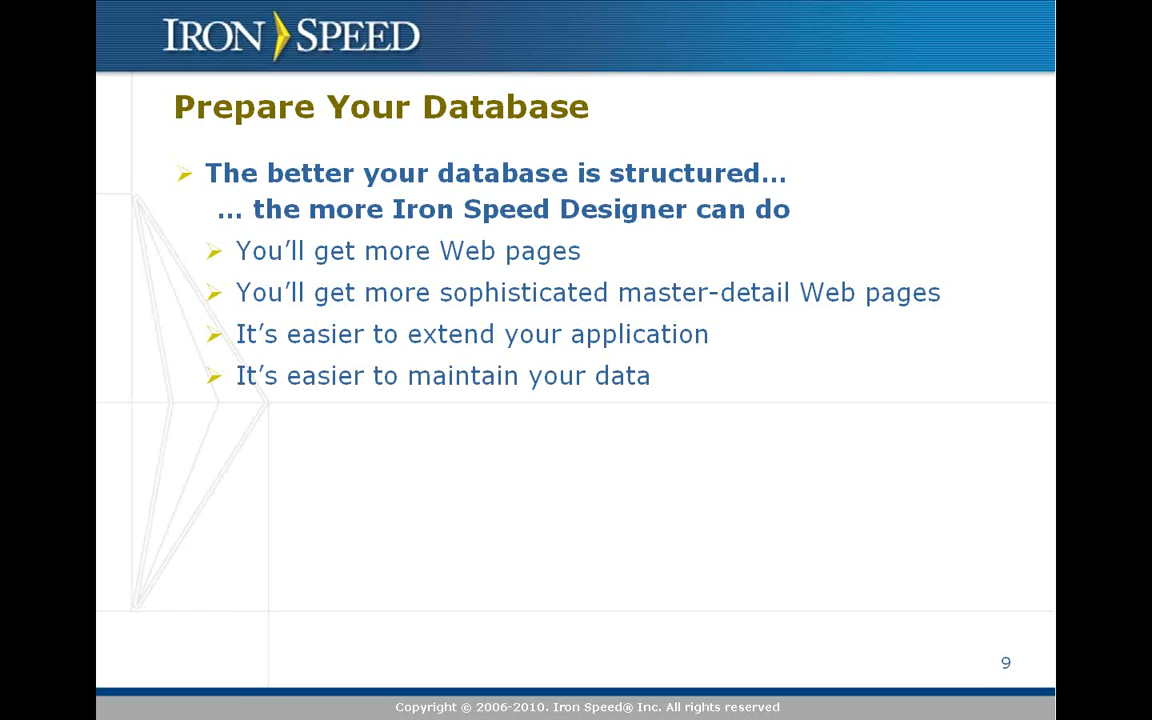 IRON SPEED
Prepare Your Database
The better your database is structured…
… the more Iron Speed Designer can do
You’ll get more Web pages
You’ll get more sophisticated master-detail Web pages
It’s easier to extend your application
It’s easier to maintain your data
9
Copyright © 2006-2010. Iron Speed® Inc. All rights reserved